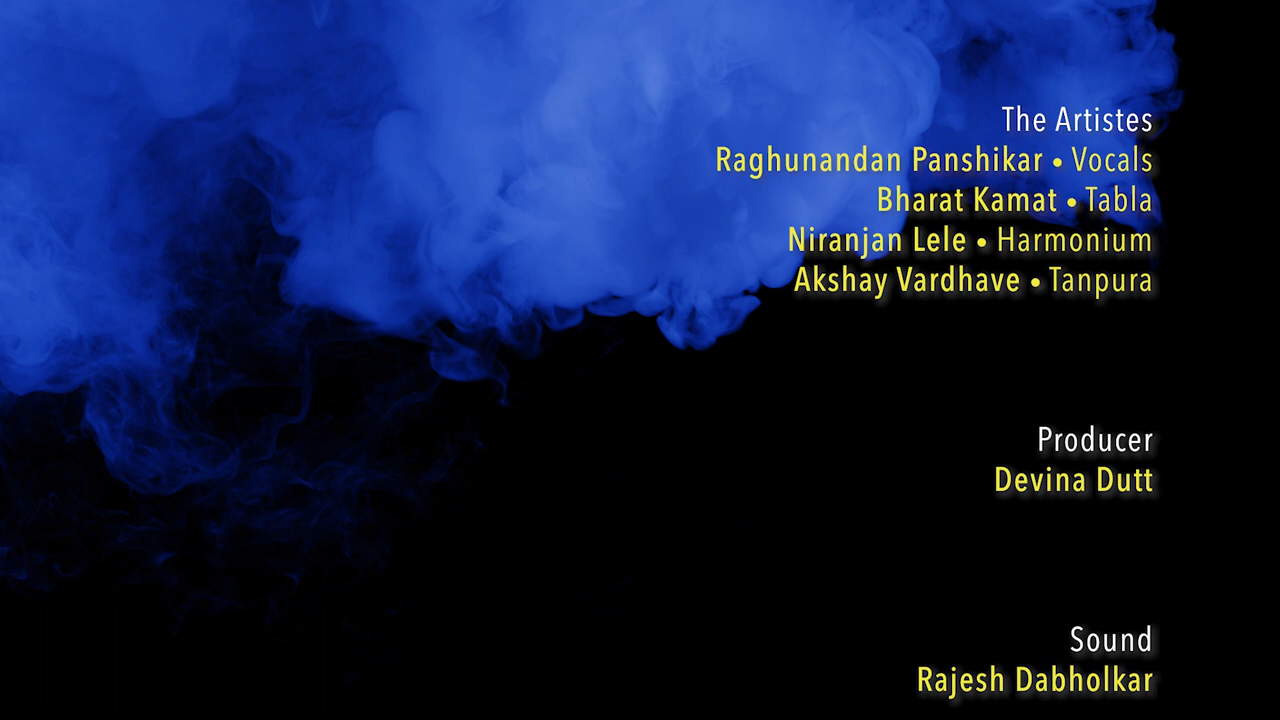 The Artistes
Raghunandan Panshikar • Vocals
Bharat Kamat • Tabla
Niranjan Lele • Harmonium
Akshay Vardhave • Tanpura
Producer
Devina Dutt
Sound
Rajesh Dabholkar